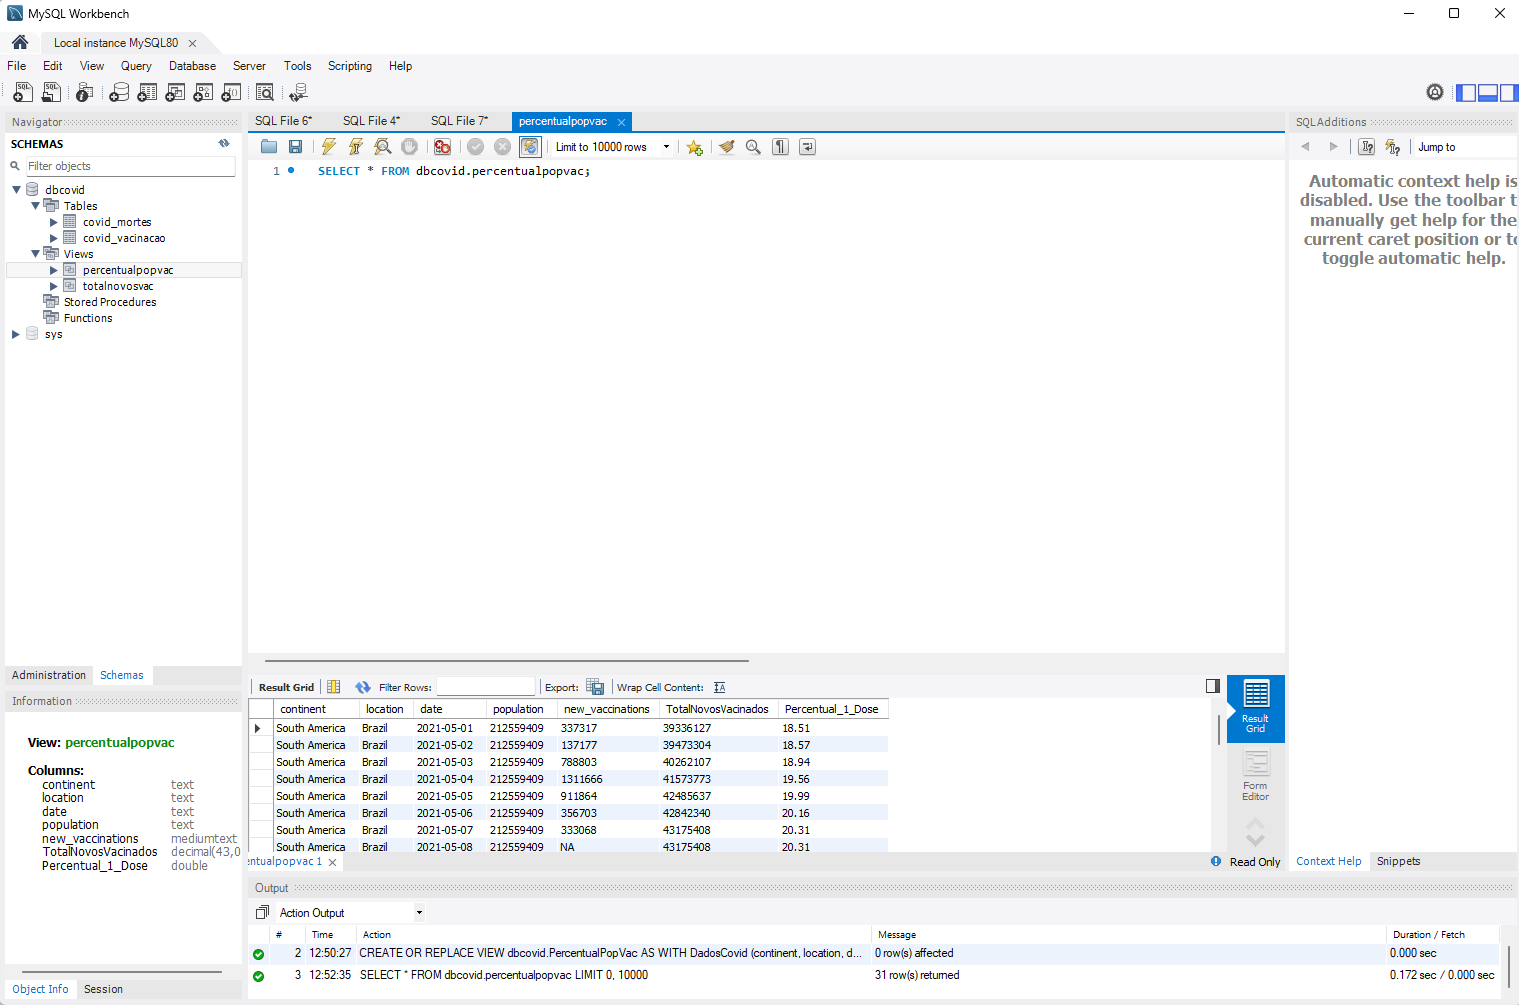 MySQL Workbench
Local instance MySQL80
File Edit View Query Database Server Tools Scripting Help
Navigator
SCHEMAS
Filter objects
dbcovid
Tables
covid_mortes
covid_vacinacao
Views
percentualpopvac
totalnovosvac
Stored Procedures
Functions
sys
Administration Schemas
Information
View: percentualpopvac
Columns:
continent text
location text
date text
population text
new_vaccinations mediumtext
TotalNovosVacinados decimal(43,0
Percentual_1_Dose double
Object Info Session
SQL File 6* SQL File 4* SQL File 7* percentualpopvac
Limit to 10000 rows
1 SELECT * FROM dbcovid.percentualpopvac;
Result Grid Filter Rows: Export: Wrap Cell Content:
continent location date population new_vaccinations TotalNovosVacinados Percentual_1_Dose
South America Brazil 2021-05-01 212559409 337317 39336127 18.51
South America Brazil 2021-05-02 212559409 137177 39473304 18.57
South America Brazil 2021-05-03 212559409 788803 40262107 18.94
South America Brazil 2021-05-04 212559409 1311666 41573773 19.56
South America Brazil 2021-05-05 212559409 911864 42485637 19.99
South America Brazil 2021-05-06 212559409 356703 42842340 20.16
South America Brazil 2021-05-07 212559409 333068 43175408 20.31
South America Brazil 2021-05-08 212559409 NA 43175408 20.31
Result
Grid
Form
Editor
entualpopvac 1
Read Only
SQLAdditions
Jump to
Automatic context help is
disabled. Use the toolbar t
manually get help for the
current caret position or to
toggle automatic help.
Context Help Snippets
Output
Action Output
# Time Action Message Duration / Fetch
2 12:50:27 CREATE OR REPLACE VIEW dbcovid.PercentualPopVac AS WITH DadosCovid (continent, location, d... 0 row(s) affected 0.000 sec
3 12:52:35 SELECT * FROM dbcovid.percentualpopvac LIMIT 0, 10000 31 row(s) returned 0.172 sec / 0.000 sec